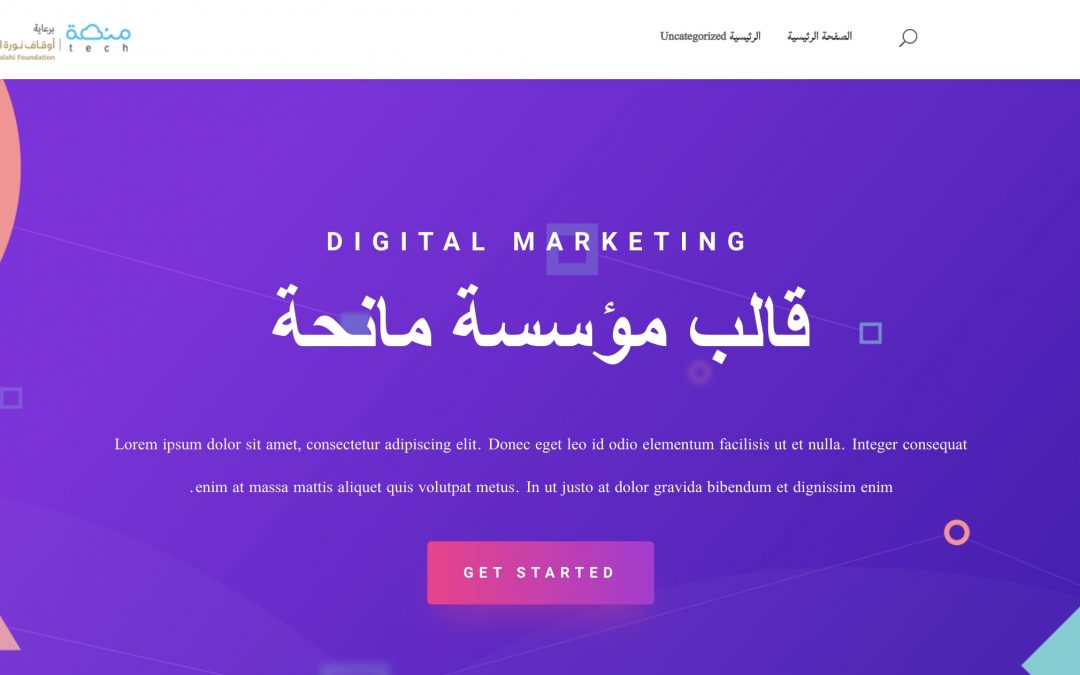 الصفحة الرئيسية
الرئيسية Uncategorized
منصة
tech
برعاية
أوقاف نورة
alahi Foundation
DIGITAL MARKETING
قالب مؤسسة مانحة
Lorem ipsum dolor sit amet, consectetur adipiscing elit. Donec eget leo id odio elementum facilisis ut et nulla. Integer consequat
.enim at massa mattis aliquet quis volutpat metus. In ut justo at dolor gravida bibendum et dignissim enim
GET STARTED